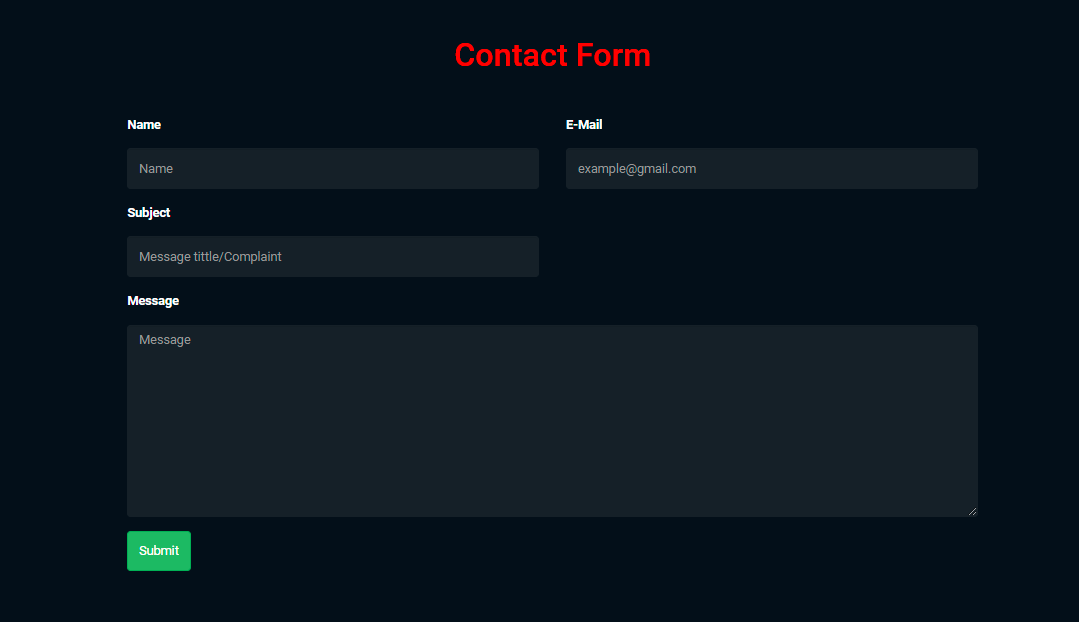 Contact Form
Name
E-Mail
Name
example@gmail.com
Subject
Message tittle/Complaint
Message
Message
Submit